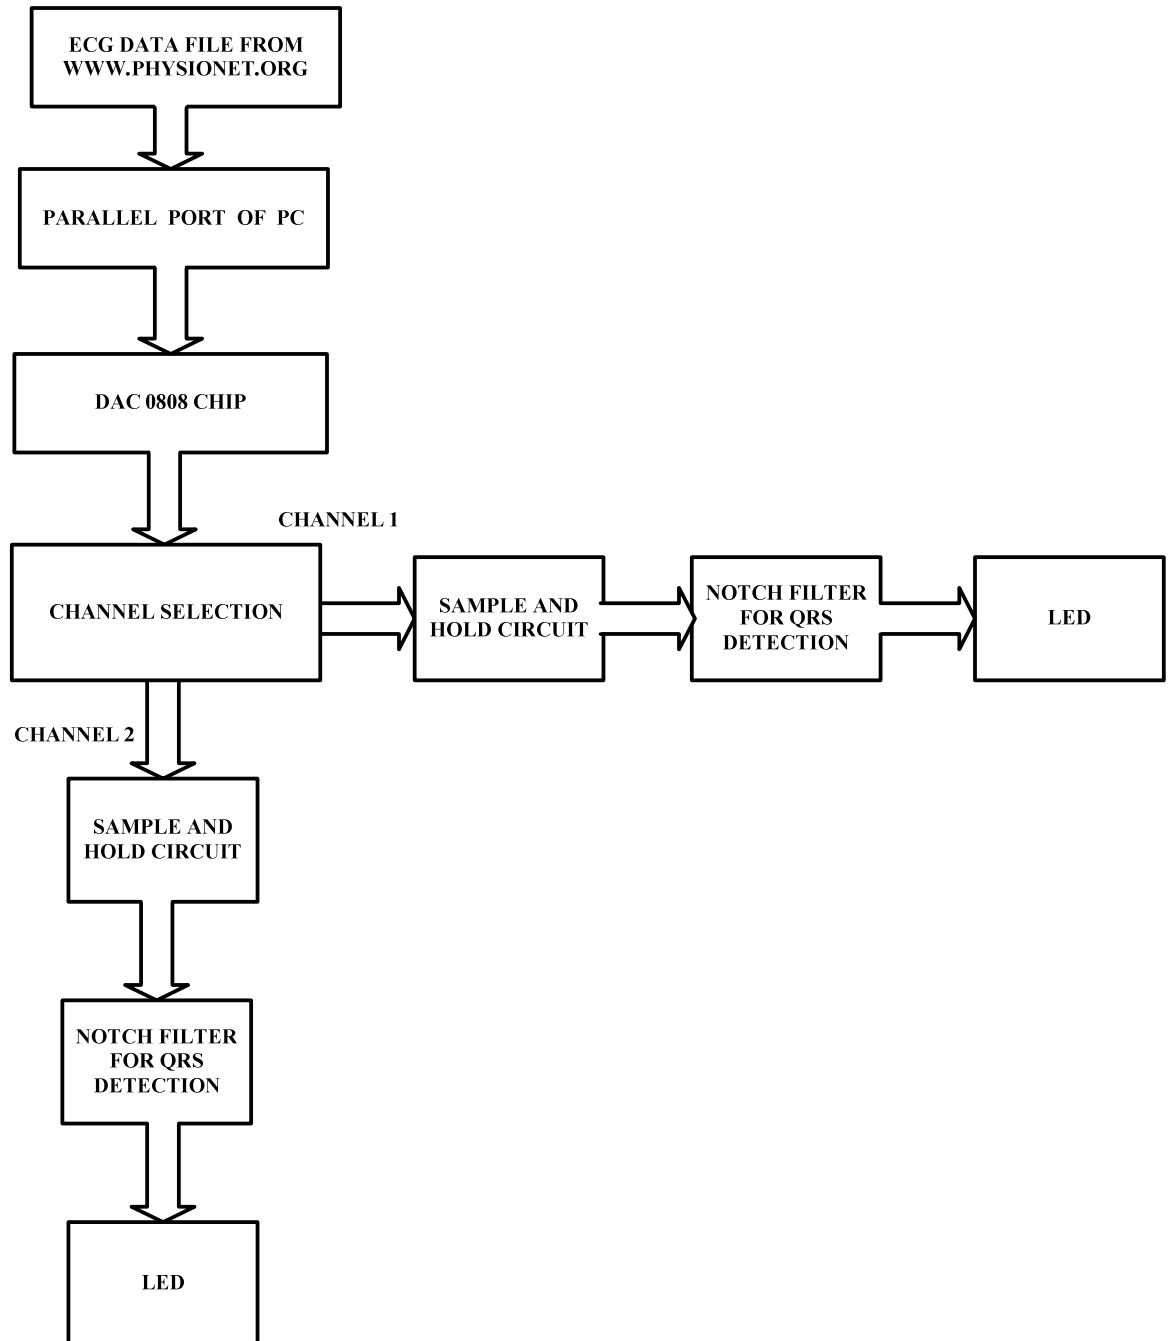 ECG DATA FILE FROM
WWW.PHYSIONET.ORG
PARALLEL PORT OF PC
DAC 0808 CHIP
CHANNEL 1
CHANNEL SELECTION
SAMPLE AND
HOLD CIRCUIT
NOTCH FILTER
FOR QRS
DETECTION
LED
CHANNEL 2
SAMPLE AND
HOLD CIRCUIT
NOTCH FILTER
FOR QRS
DETECTION
LED